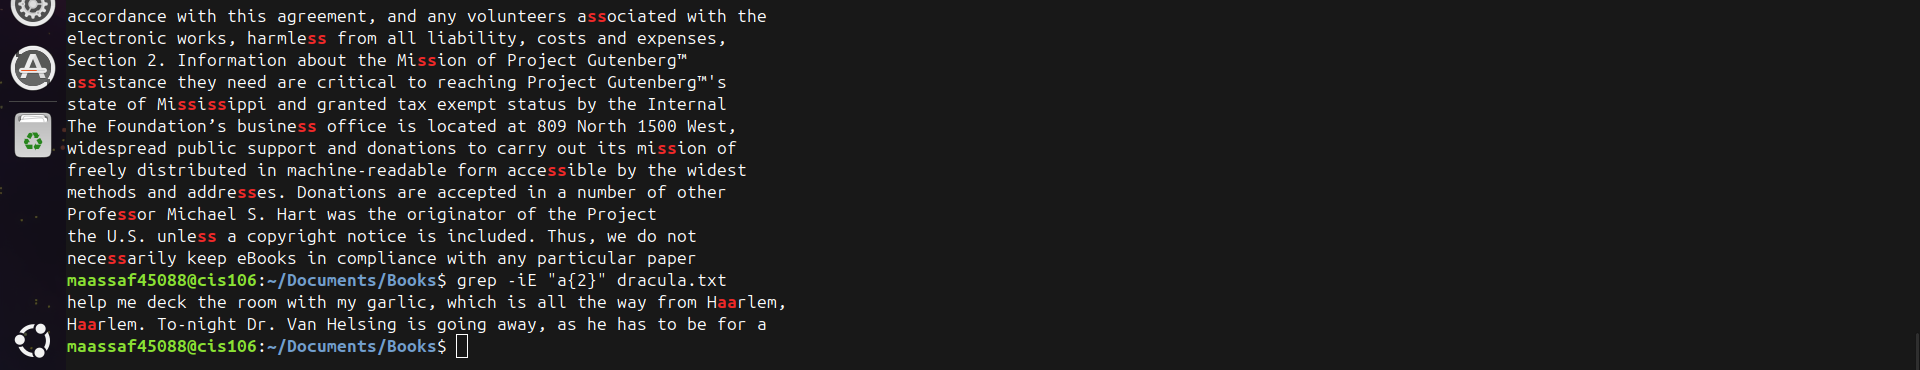 accordance with this agreement, and any volunteers associated with the
electronic works, harmless from all liability, costs and expenses,
Section 2. Information about the Mission of Project Gutenberg™
assistance they need are critical to reaching Project Gutenberg™'s
state of Mississippi and granted tax exempt status by the Internal
The Foundation’s business office is located at 809 North 1500 West,
widespread public support and donations to carry out its mission of
freely distributed in machine-readable form accessible by the widest
methods and addresses. Donations are accepted in a number of other
Professor Michael S. Hart was the originator of the Project
the U.S. unless a copyright notice is included. Thus, we do not
necessarily keep eBooks in compliance with any particular paper
maassaf45088@cis106:~/Documents/Books$ grep -iE "a{2}" dracula.txt
help me deck the room with my garlic, which is all the way from Haarlem,
Haarlem. To-night Dr. Van Helsing is going away, as he has to be for a
maassaf45088@cis106:~/Documents/Books$